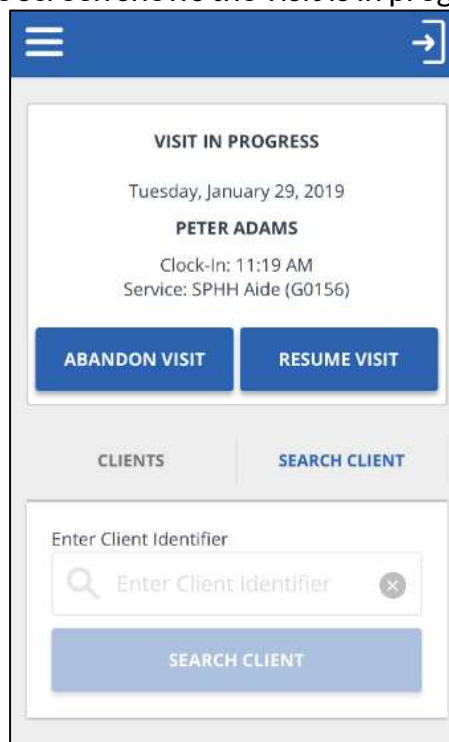 VISIT IN PROGRESS
Tuesday, January 29, 2019
PETER ADAMS
Clock-In: 11:19 AM
Service: SPHH Aide (G0156)
ABANDON VISIT
RESUME VISIT
CLIENTS
SEARCH CLIENT
Enter Client Identifier
Enter Client Identifier
SEARCH CLIENT